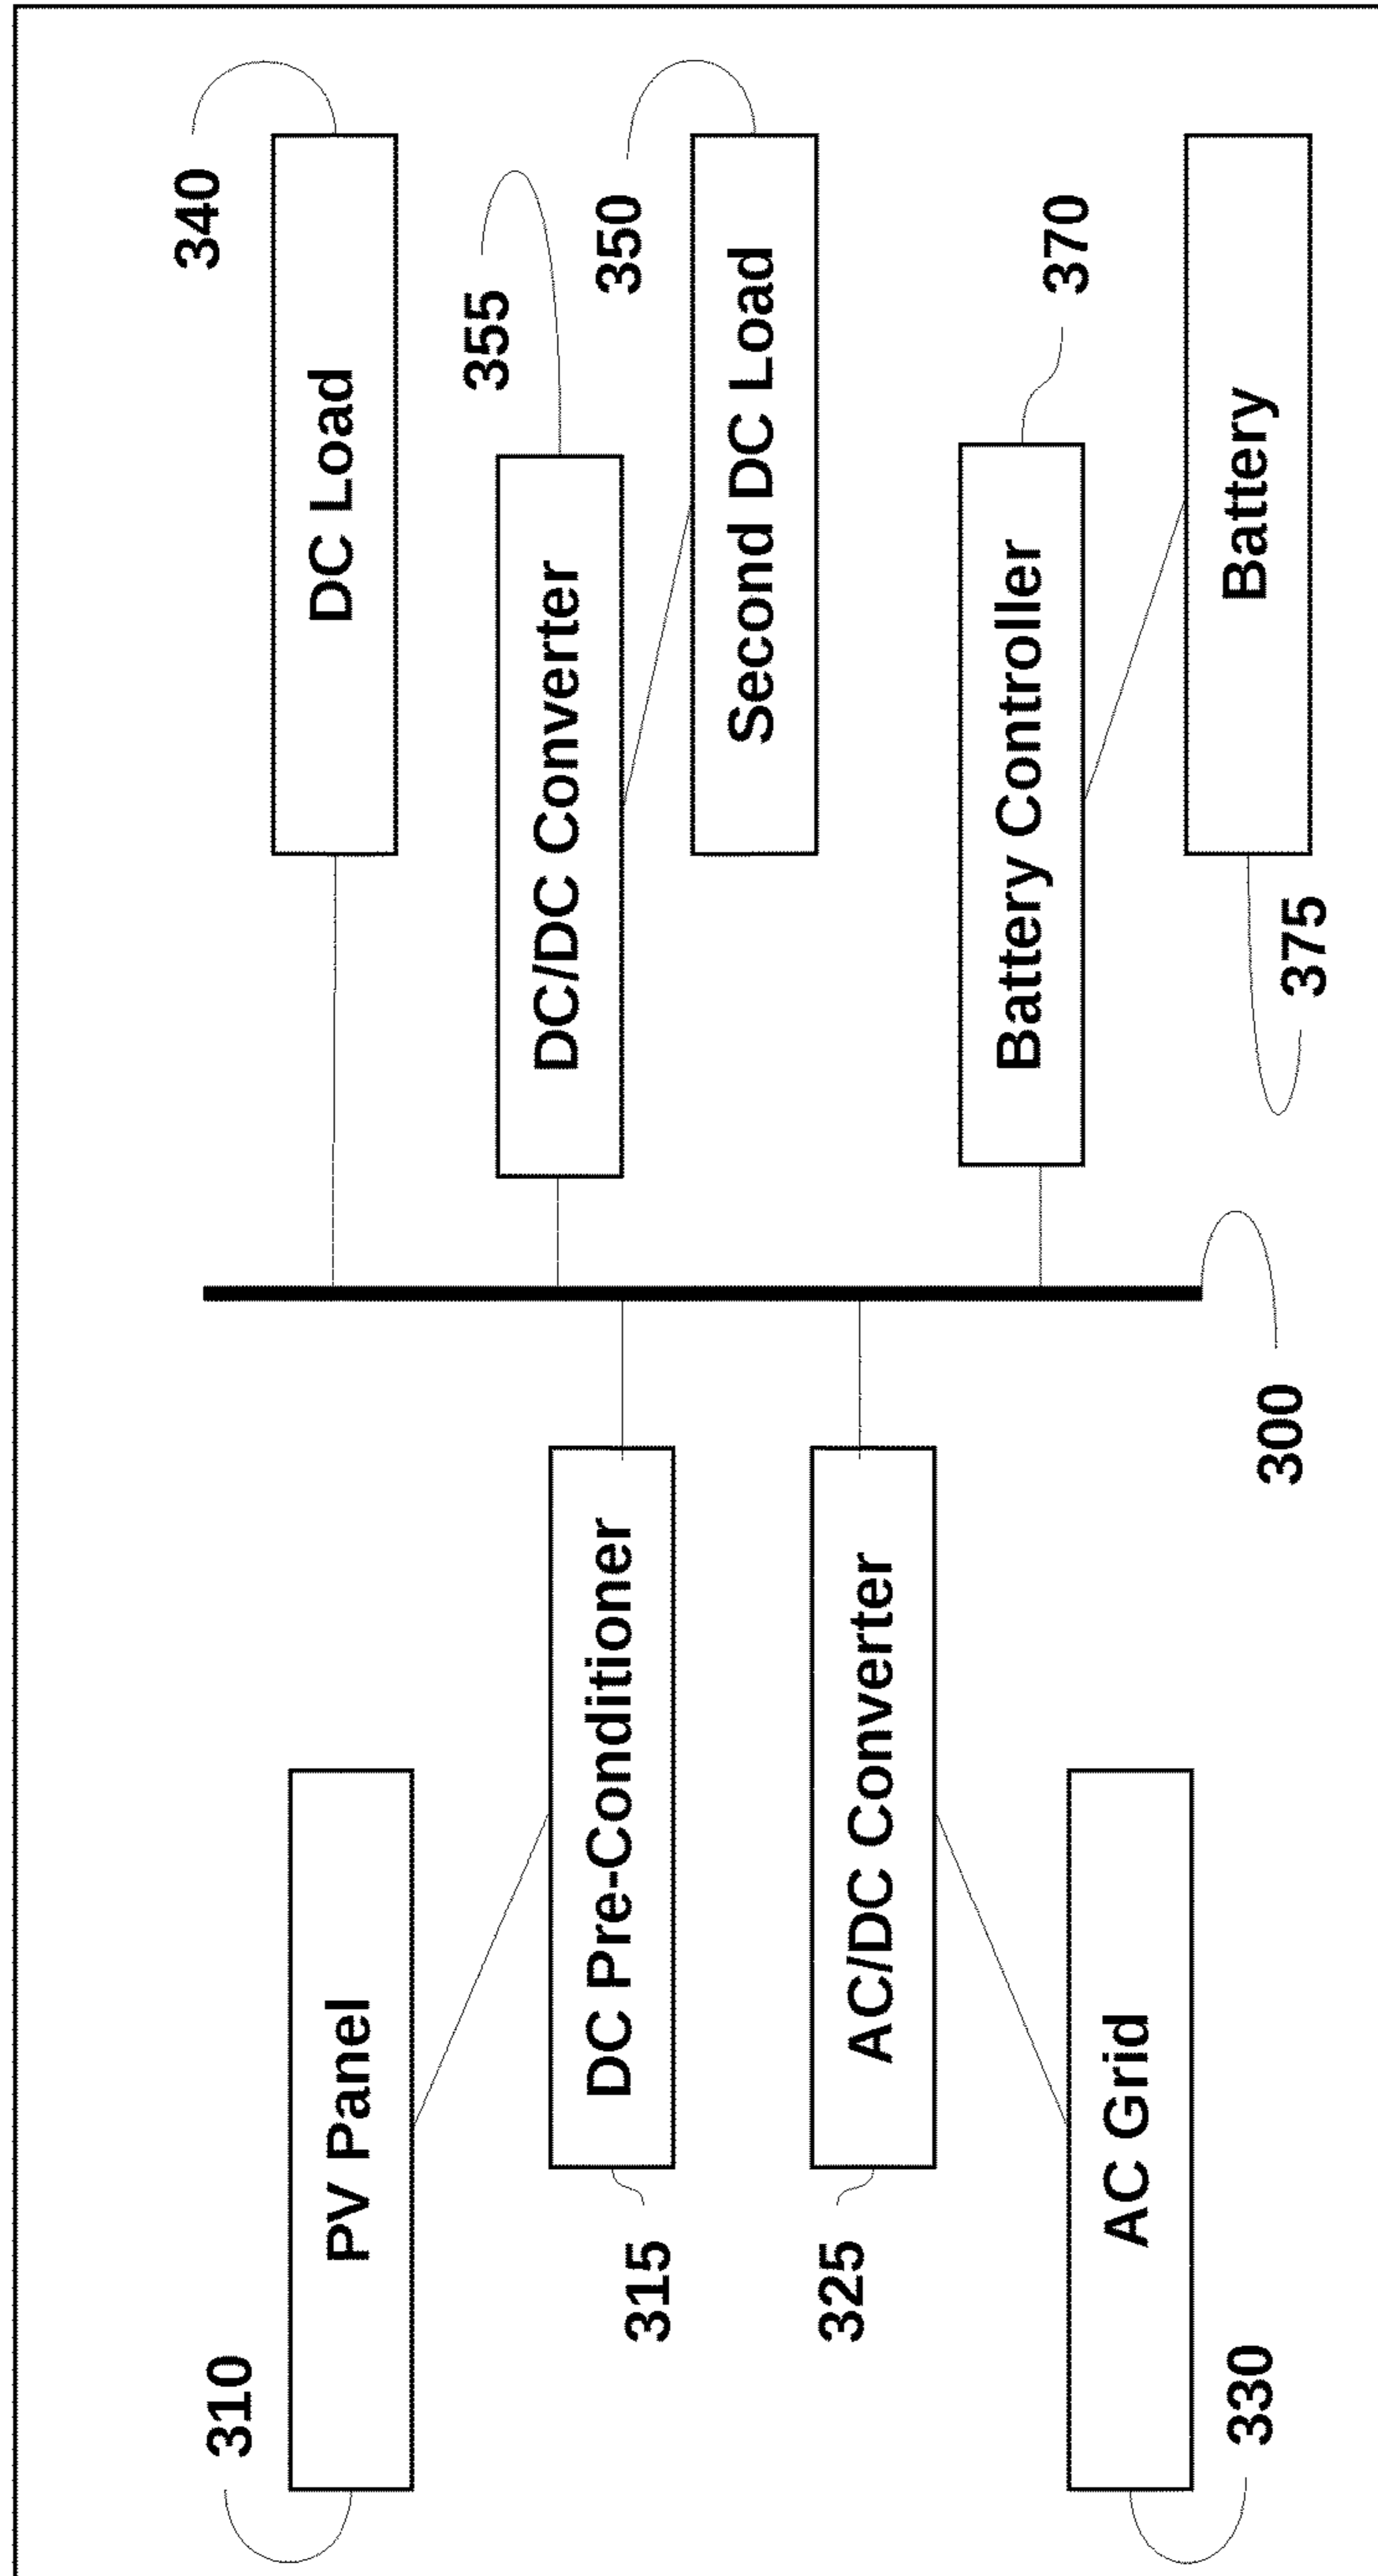 310
PV Panel
315
DC Pre-Conditioner
325
AC/DC Converter
330
AC Grid
300
340
DC Load
355
DC/DC Converter
350
Second DC Load
370
Battery Controller
375
Battery